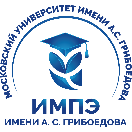 МОСКОВСКИЙ УНИВЕРСИТЕТ ИМЕНИ А.С. ГРИБОЕДОВА
ИМПЭ
ИМЕНИ А. С. ГРИБОЕДОВА